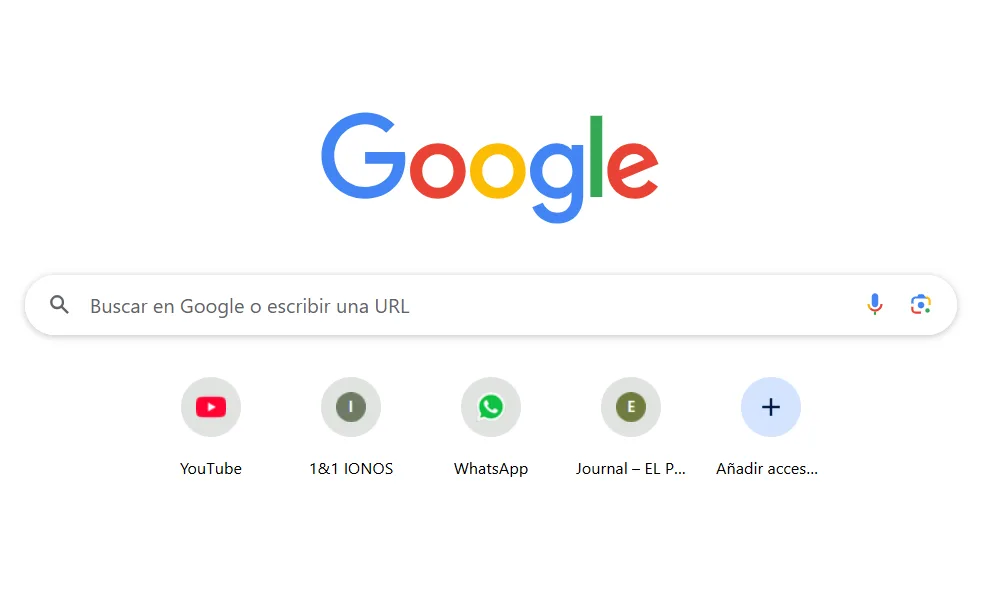 Google
Buscar en Google o escribir una URL
I
E
YouTube
1&1 IONOS
WhatsApp
Journal – EL P...
Añadir acces...